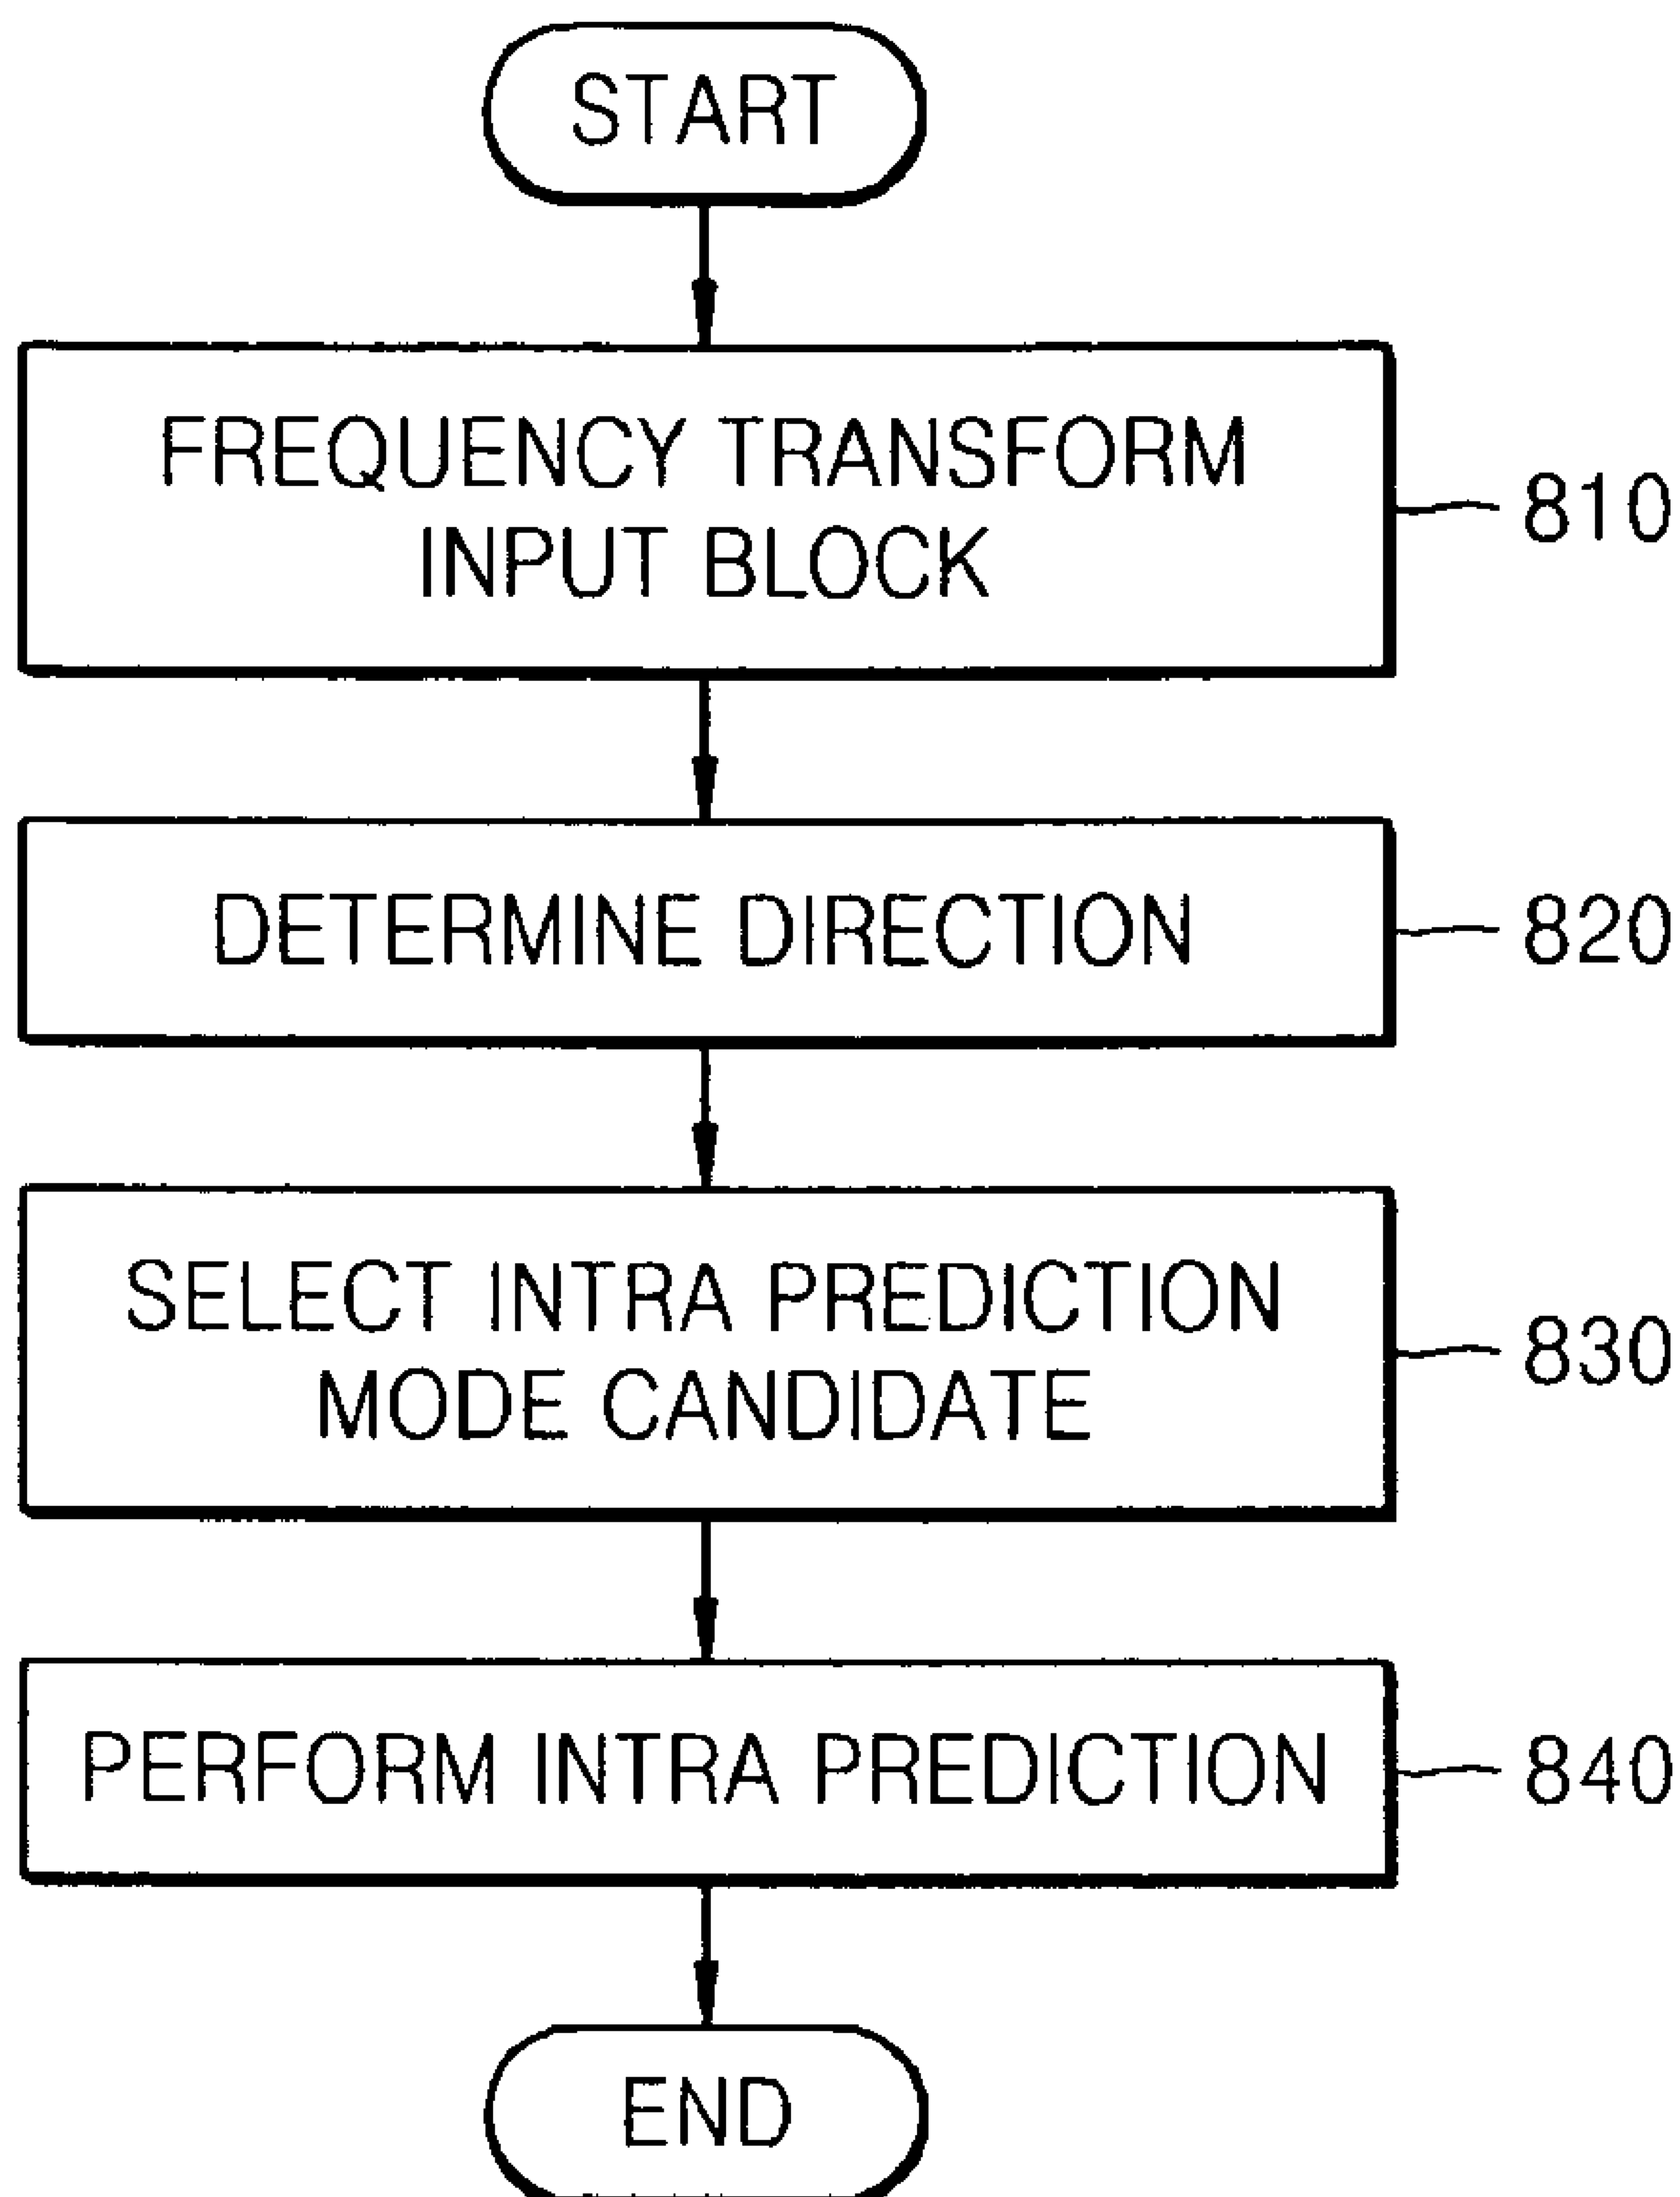 START
FREQUENCY TRANSFORM
INPUT BLOCK
810
DETERMINE DIRECTION
820
SELECT INTRA PREDICTION
MODE CANDIDATE
830
PERFORM INTRA PREDICTION
840
END